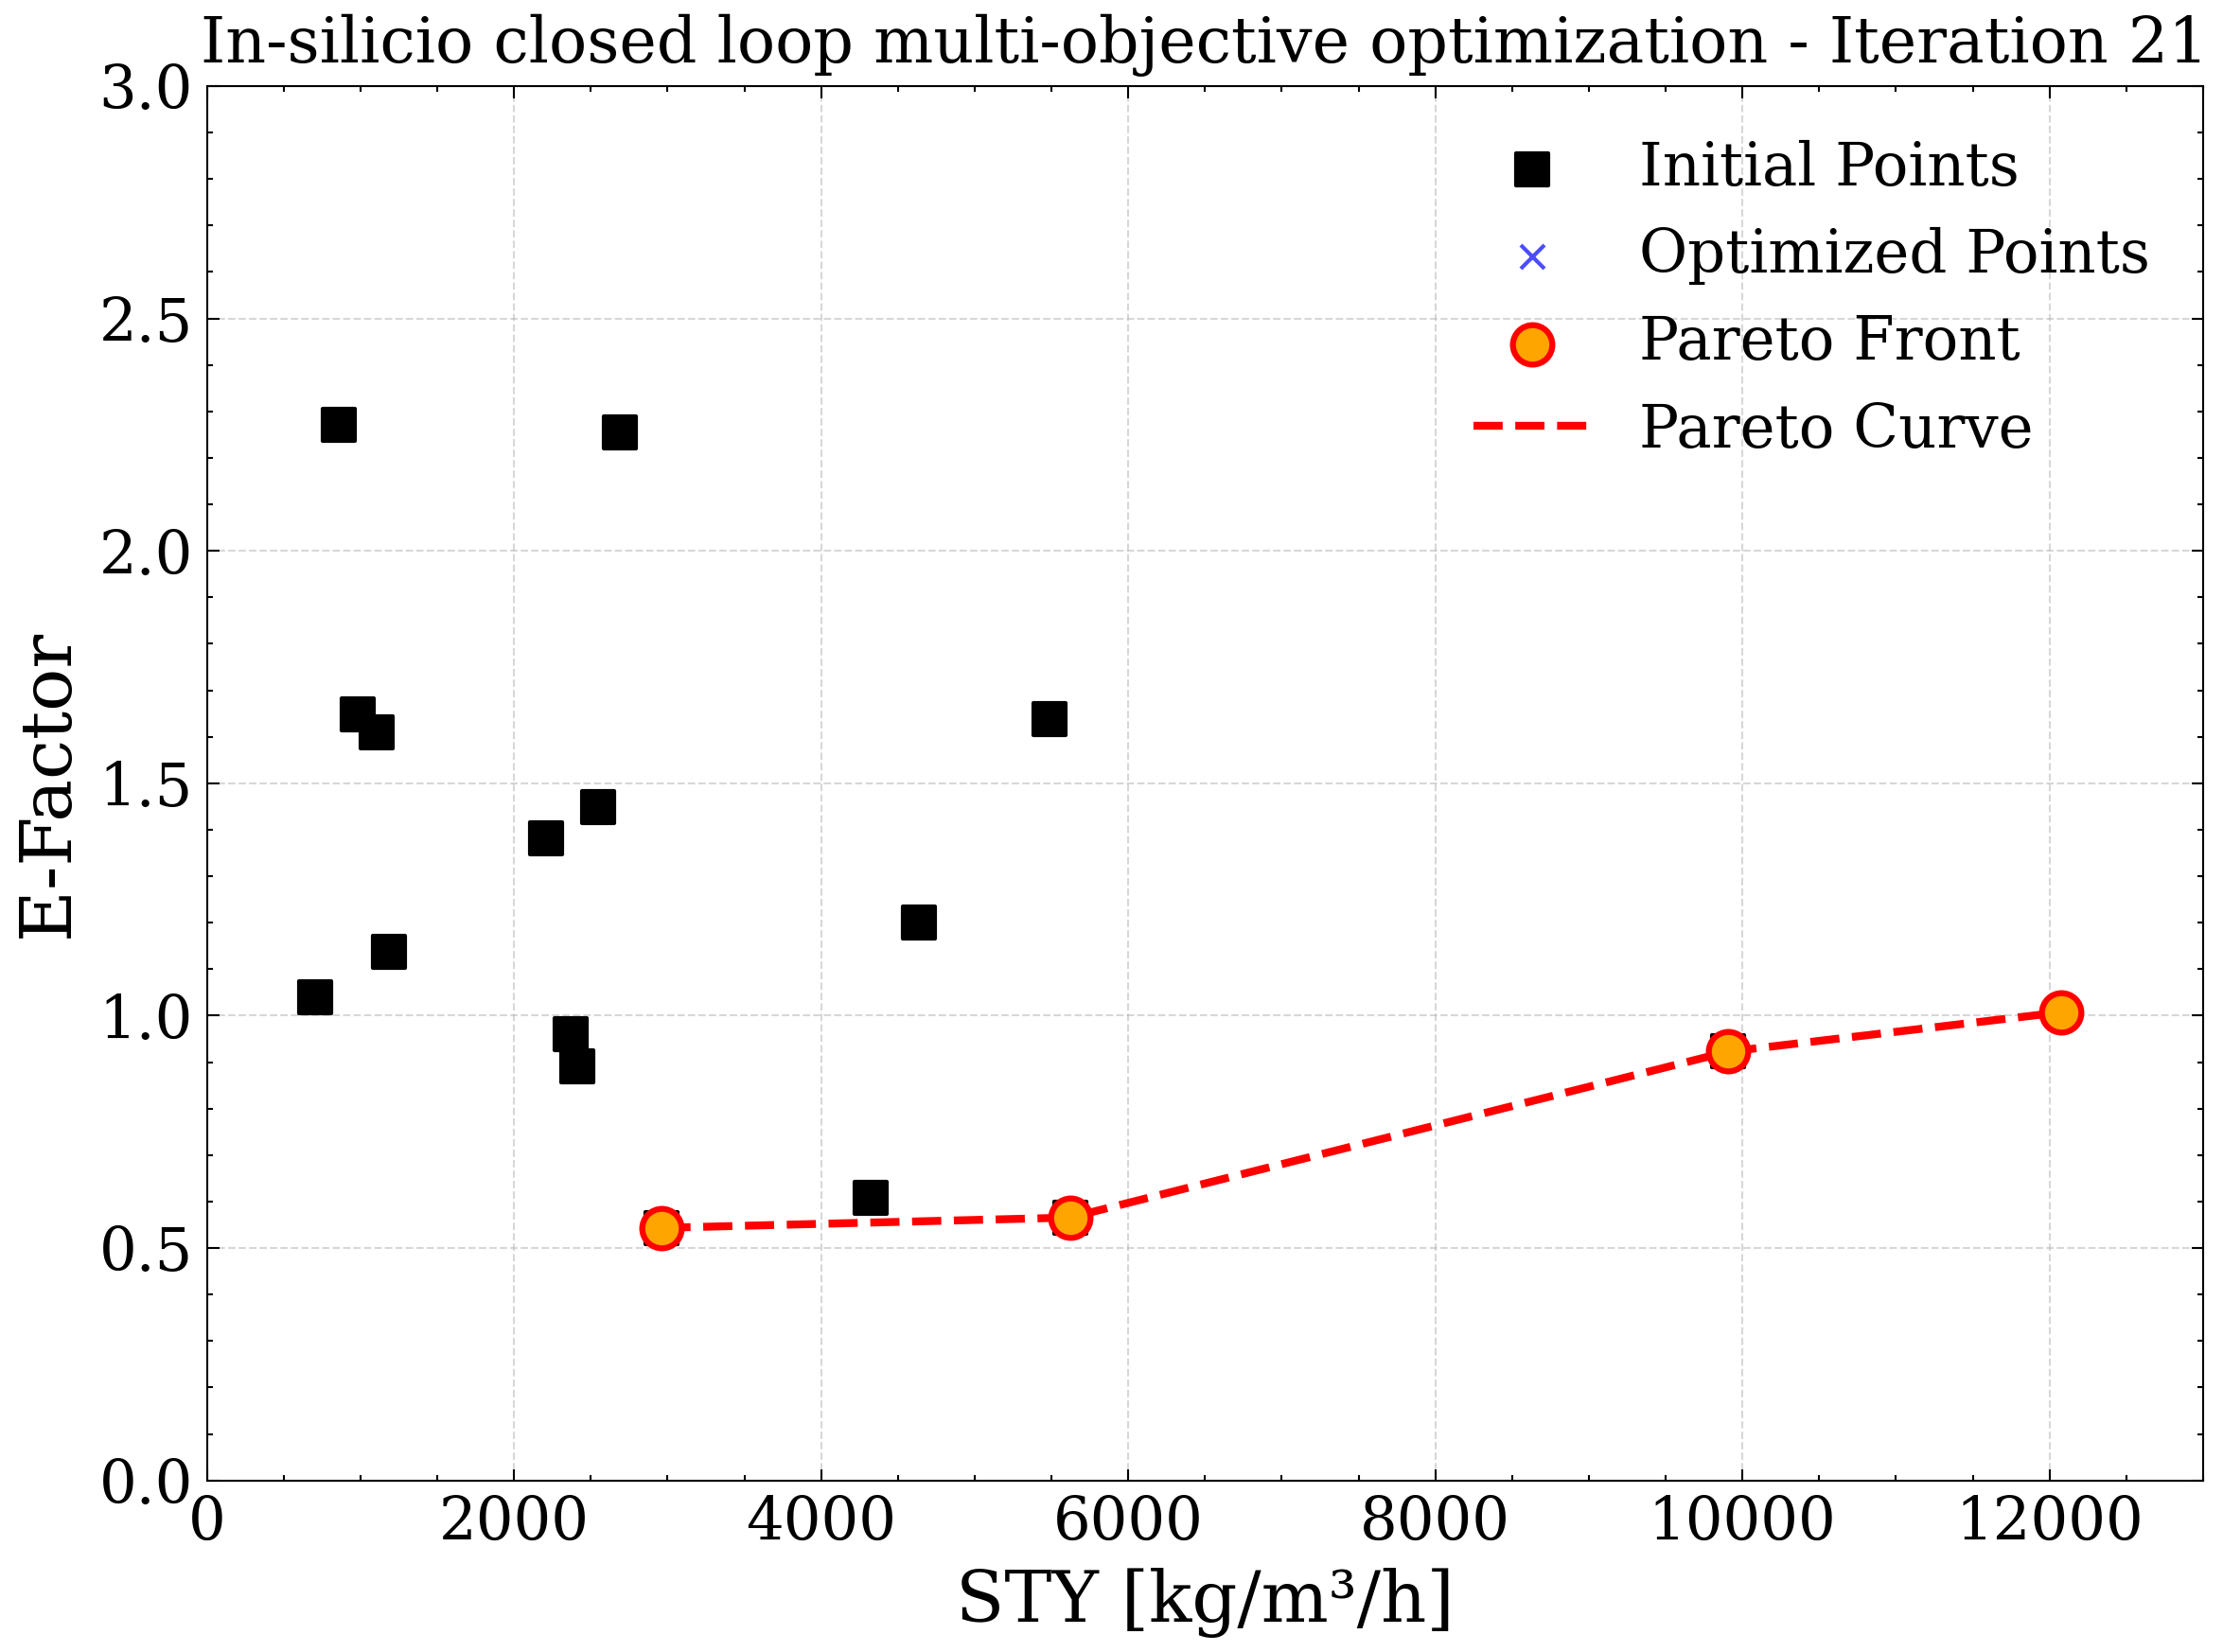 In-silicio closed loop multi-objective optimization - Iteration 21
3.0
2.5
2.0
1.5
1.0
0.5
0.0
E-Factor
Initial Points
Optimized Points
Pareto Front
Pareto Curve
0 2000 4000 6000 8000 10000 12000
STY [kg/m³/h]